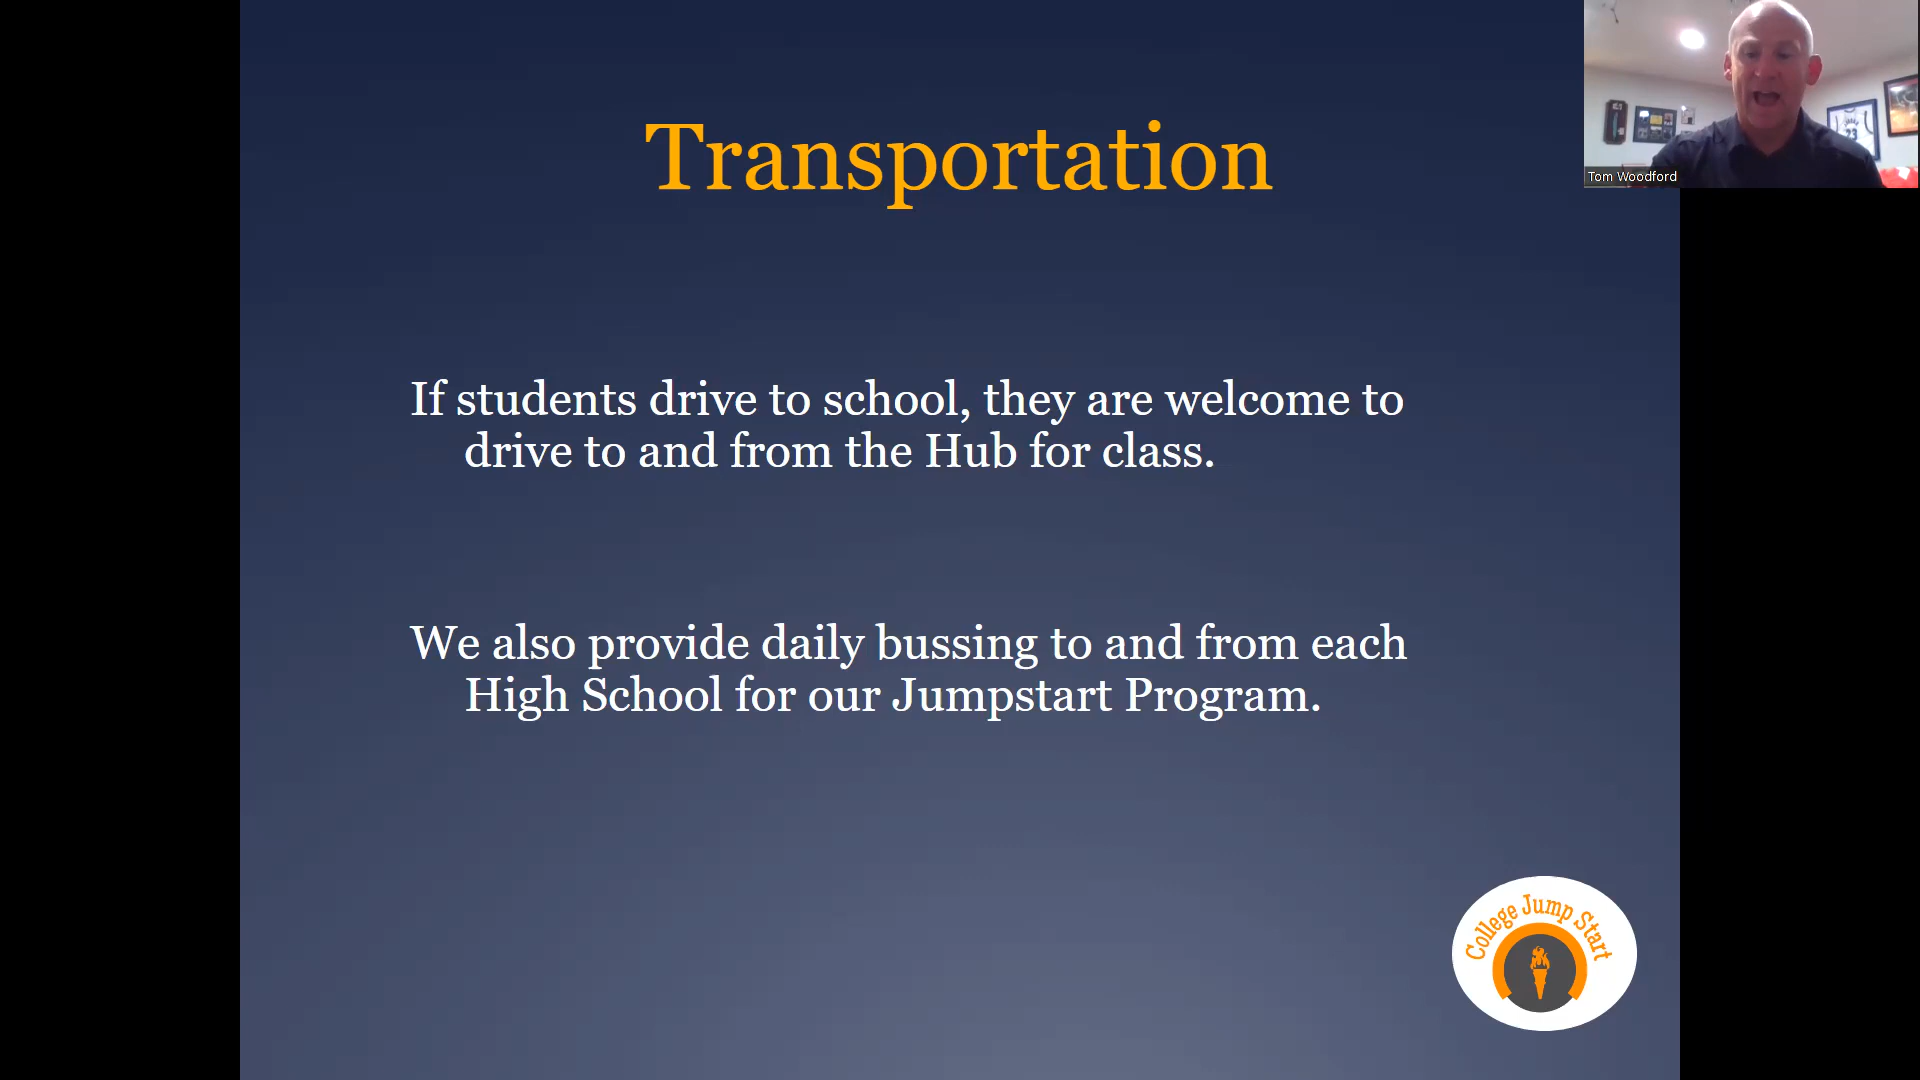 Transportation
Tom Woodford
If students drive to school, they are welcome to
drive to and from the Hub for class.
We also provide daily bussing to and from each
High School for our Jumpstart Program.
College Jump Start
23